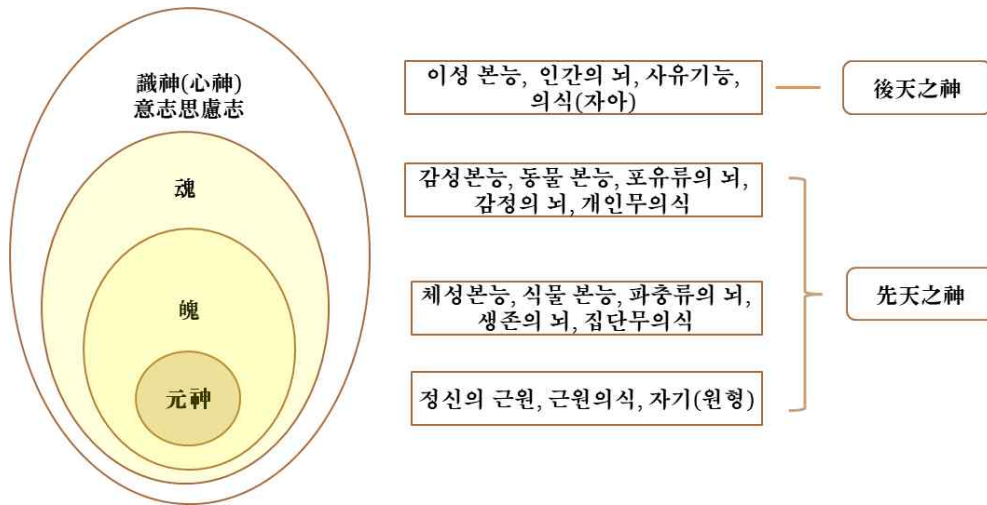 識神(心神)
意志思慮志
이성 본능, 인간의 뇌, 사유기능,
의식(자아)
後天之神
魂
감성본능, 동물 본능, 포유류의 뇌,
감정의 뇌, 개인무의식
魄
체성본능, 식물 본능, 파충류의 뇌,
생존의 뇌, 집단무의식
先天之神
元神
정신의 근원, 근원의식, 자기(원형)